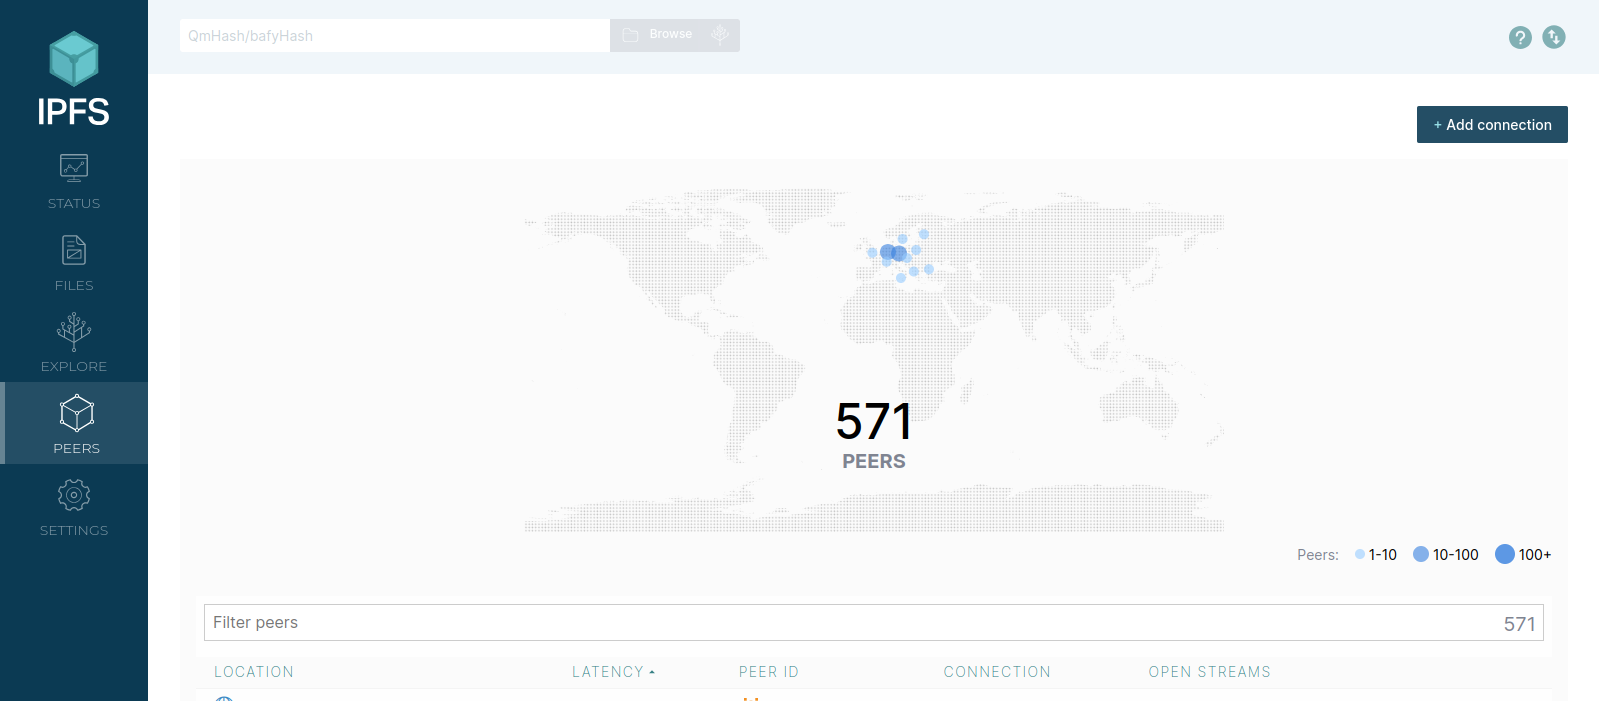 IPFS
STATUS
FILES
EXPLORE
PEERS
SETTINGS
QmHash/bafyHash
Browse
?
+ Add connection
571
PEERS
Peers: 1-10 10-100 100+
Filter peers 571
LOCATION LATENCY PEER ID CONNECTION OPEN STREAMS